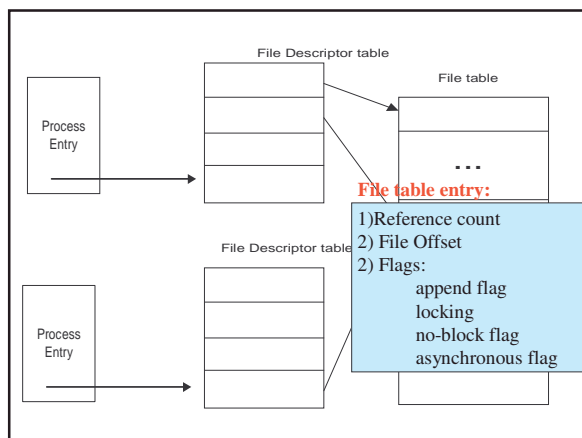 File Descriptor table
File table
Process
Entry
...
File table entry:
1)Reference count
2) File Offset
2) Flags:
append flag
locking
no-block flag
asynchronous flag
File Descriptor table
Process
Entry